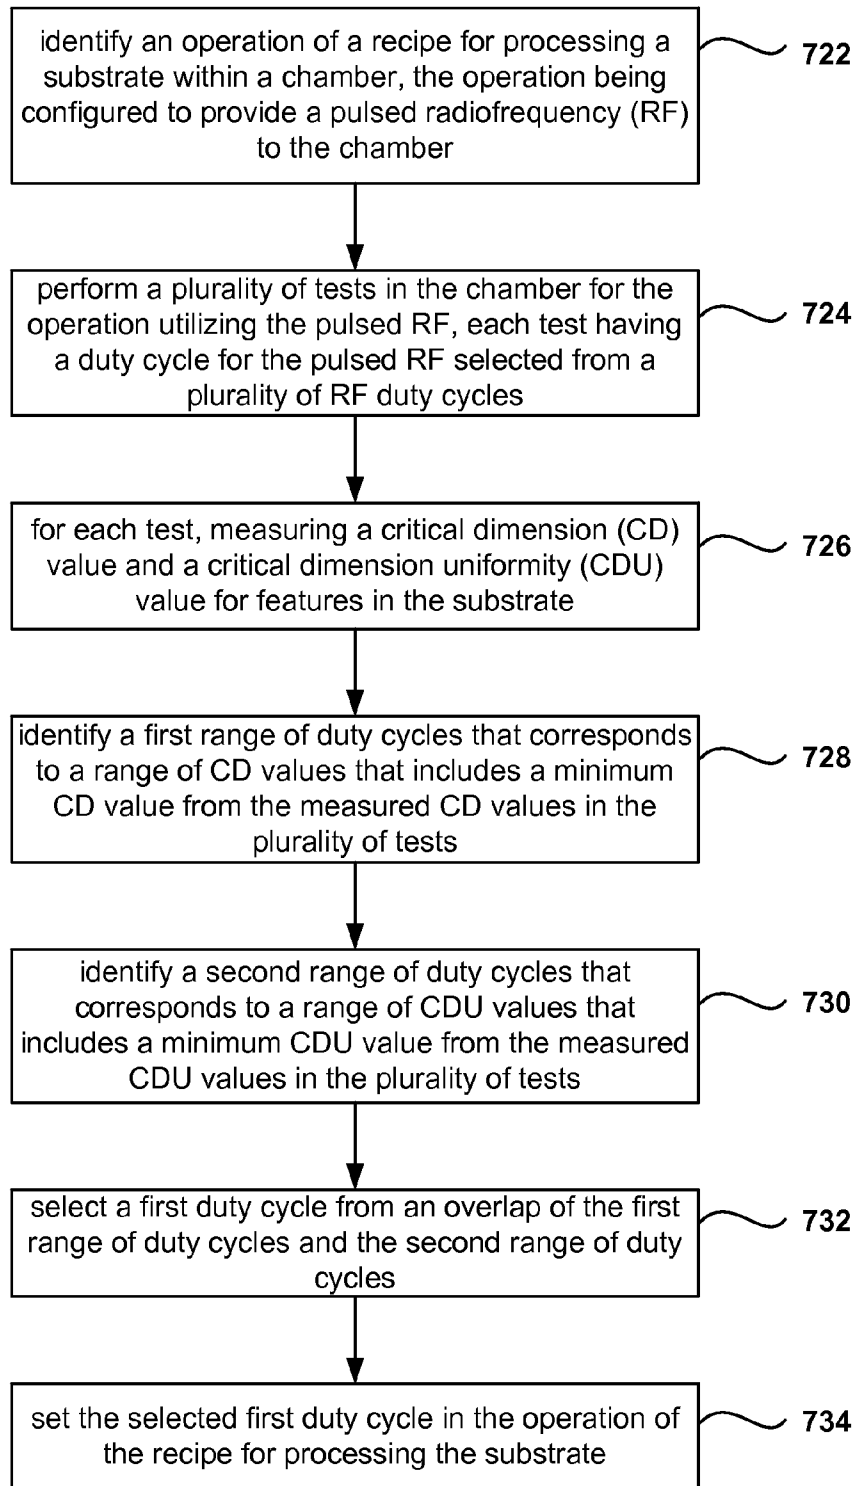 identify an operation of a recipe for processing a
substrate within a chamber, the operation being
configured to provide a pulsed radiofrequency (RF)
to the chamber
722
perform a plurality of tests in the chamber for the
operation utilizing the pulsed RF, each test having
a duty cycle for the pulsed RF selected from a
plurality of RF duty cycles
724
for each test, measuring a critical dimension (CD)
value and a critical dimension uniformity (CDU)
value for features in the substrate
726
identify a first range of duty cycles that corresponds
to a range of CD values that includes a minimum
CD value from the measured CD values in the
plurality of tests
728
identify a second range of duty cycles that
corresponds to a range of CDU values that
includes a minimum CDU value from the measured
CDU values in the plurality of tests
730
select a first duty cycle from an overlap of the first
range of duty cycles and the second range of duty
cycles
732
set the selected first duty cycle in the operation of
the recipe for processing the substrate
734